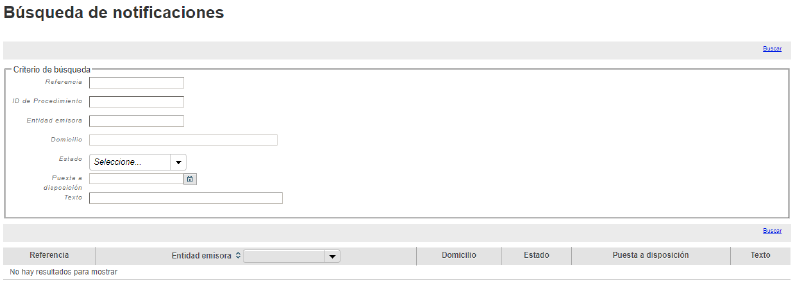 Búsqueda de notificaciones
Buscar
Criterio de búsqueda
Referencia
ID de Procedimiento
Entidad emisora
Domicilio
Estado Seleccione...
Puesta a
disposición
Texto
Buscar
Referencia Entidad emisora Domicilio Estado Puesta a disposición Texto
No hay resultados para mostrar